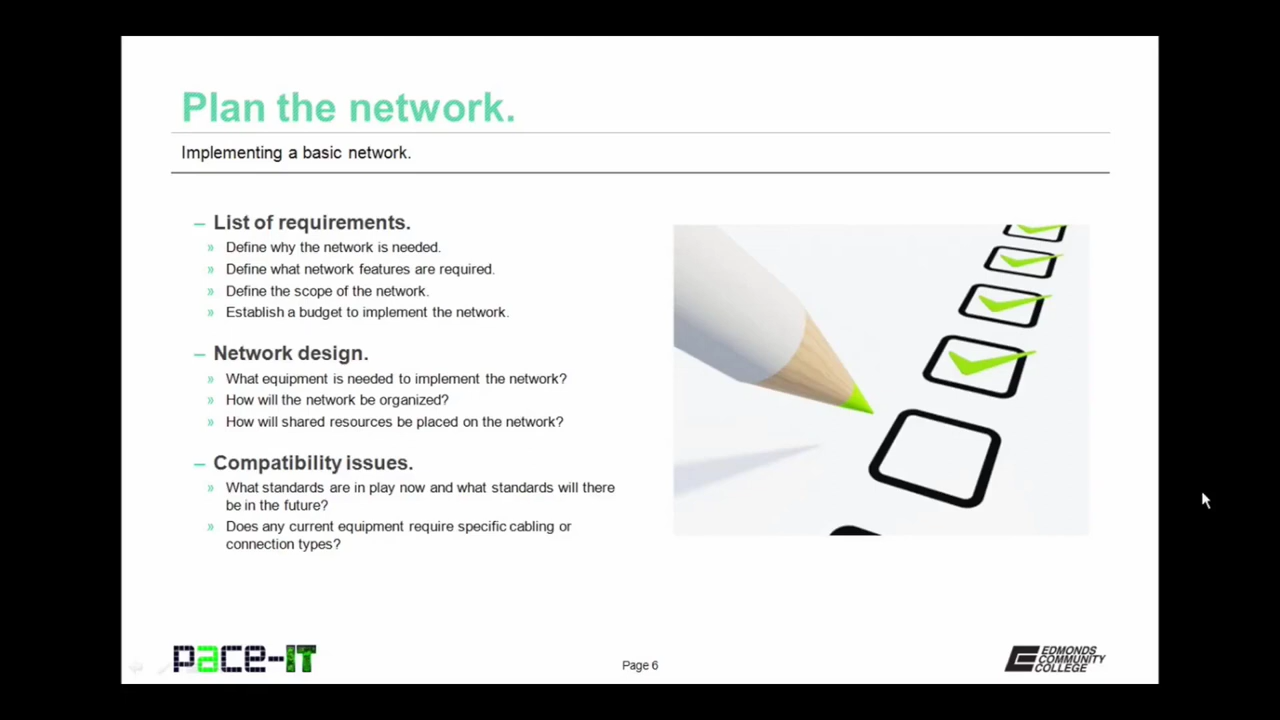 Plan the network.
Implementing a basic network.
– List of requirements.
» Define why the network is needed.
» Define what network features are required.
» Define the scope of the network.
» Establish a budget to implement the network.
– Network design.
» What equipment is needed to implement the network?
» How will the network be organized?
» How will shared resources be placed on the network?
– Compatibility issues.
» What standards are in play now and what standards will there
be in the future?
» Does any current equipment require specific cabling or
connection types?
pace-IT
Page 6
EDMONDS
COMMUNITY
COLLEGE